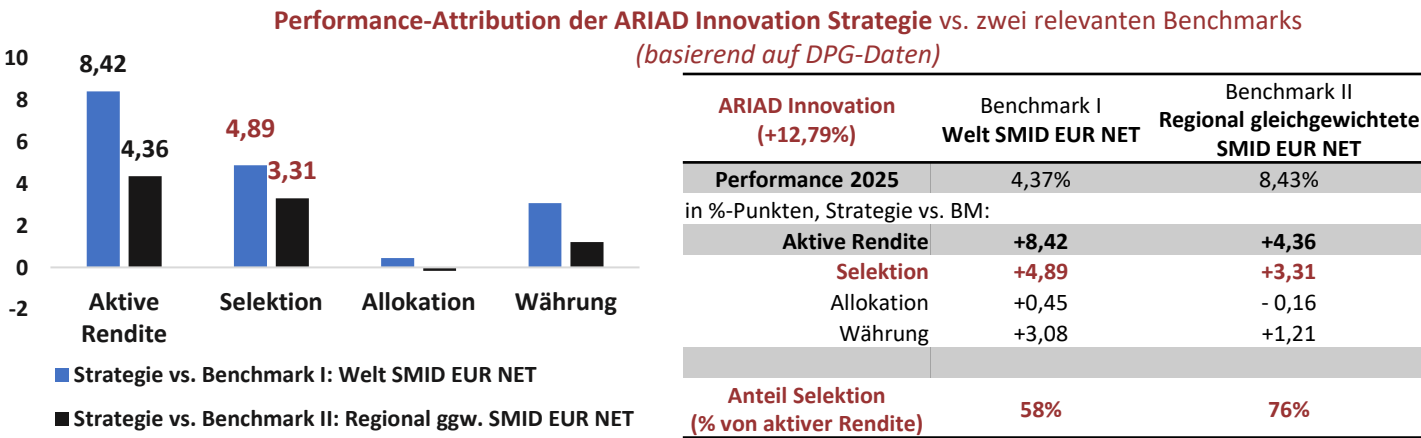 Performance-Attribution der ARIAD Innovation Strategie vs. zwei relevanten Benchmarks
(basierend auf DPG-Daten)
10
8
6
4
2
0
-2
8,42
4,36
4,89
3,31
Aktive
Rendite
Selektion
Allokation
Währung
Strategie vs. Benchmark I: Welt SMID EUR NET
Strategie vs. Benchmark II: Regional ggw. SMID EUR NET
ARIAD Innovation
(+12,79%)
Benchmark I
Welt SMID EUR NET
Benchmark II
Regional gleichgewichtete
SMID EUR NET
Performance 2025 4,37% 8,43%
in %-Punkten, Strategie vs. BM:
Aktive Rendite +8,42 +4,36
Selektion +4,89 +3,31
Allokation +0,45 - 0,16
Währung +3,08 +1,21
Anteil Selektion
(% von aktiver Rendite)
58% 76%